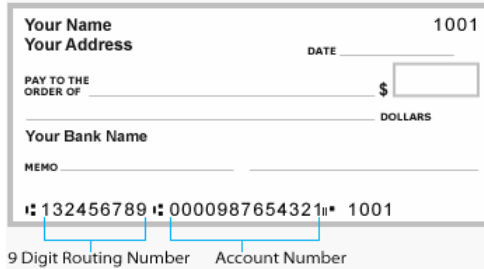 Your Name 1001
Your Address
DATE
PAY TO THE
ORDER OF $
DOLLARS
Your Bank Name
MEMO
⑆132456789⑆0000987654321⑈ 1001
9 Digit Routing Number Account Number